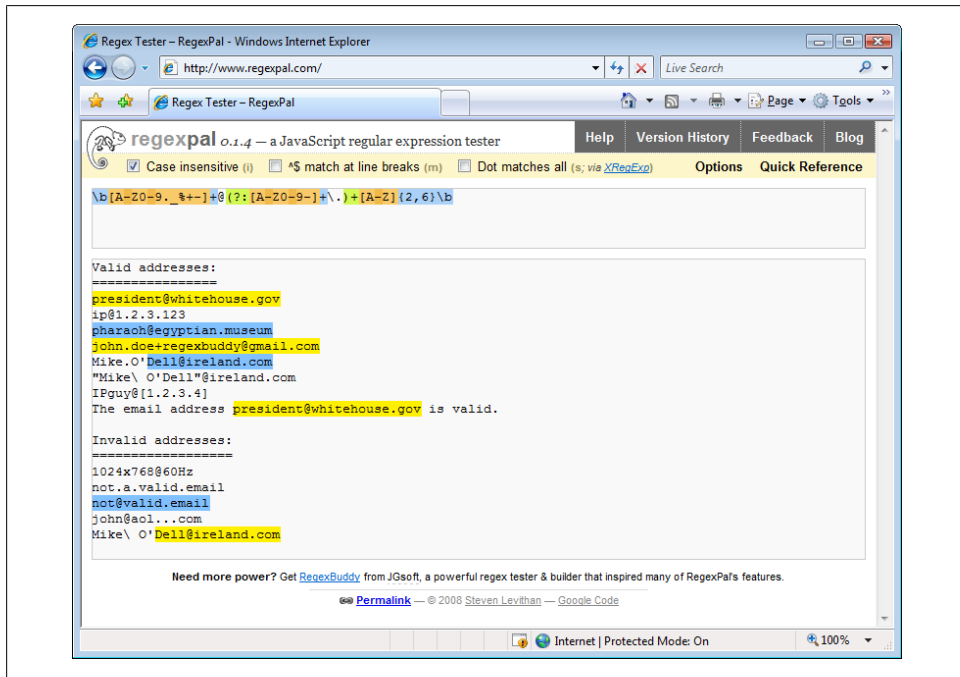 Regex Tester – RegexPal - Windows Internet Explorer
http://www.regexpal.com/ Live Search
Regex Tester – RegexPal Page Tools »
regexpal 0.1.4 — a JavaScript regular expression tester Help Version History Feedback Blog
Case insensitive (i) ^$ match at line breaks (m) Dot matches all (s; via XRegExp) Options Quick Reference
\b[A-Z0-9._%+-]+@(?:[A-Z0-9-]+\.)+[A-Z]{2,6}\b
Valid addresses:
================
president@whitehouse.gov
ip@1.2.3.123
pharaoh@egyptian.museum
john.doe+regexbuddy@gmail.com
Mike.O'Dell@ireland.com
"Mike\ O'Dell"@ireland.com
IPguy@[1.2.3.4]
The email address president@whitehouse.gov is valid.
Invalid addresses:
==================
1024x768@60Hz
not.a.valid.email
not@valid.email
john@aol...com
Mike\ O'Dell@ireland.com
Need more power? Get RegexBuddy from JGsoft, a powerful regex tester & builder that inspired many of RegexPal's features.
Permalink — © 2008 Steven Levithan — Google Code
Internet | Protected Mode: On 100%